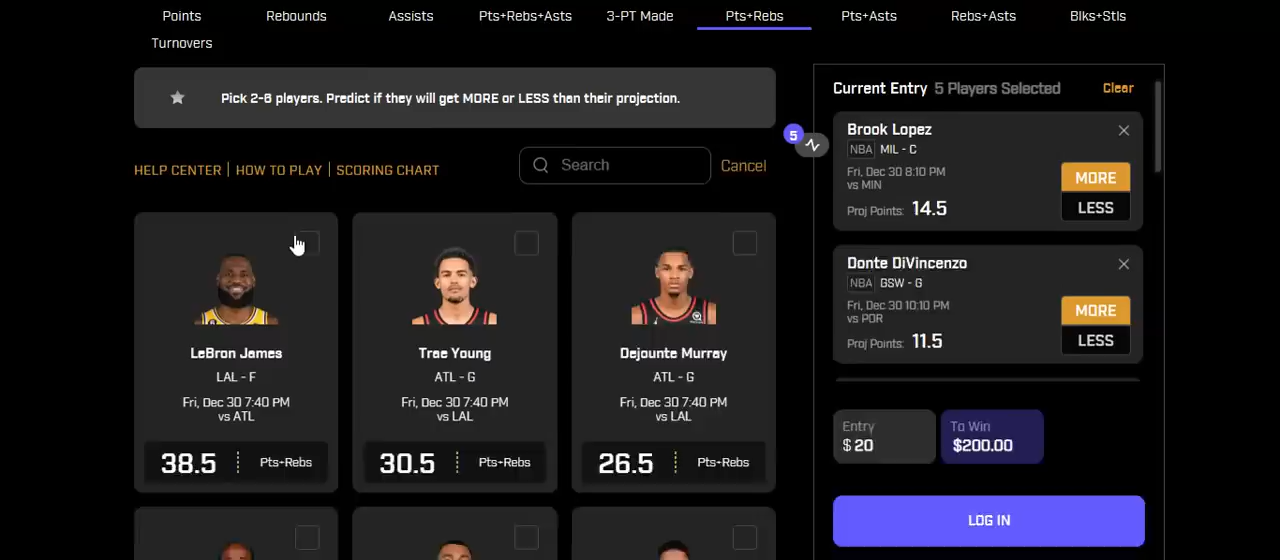 Points Rebounds Assists Pts+Rebs+Asts 3-PT Made Pts+Rebs Pts+Asts Rebs+Asts Blks+Stls
Turnovers
Pick 2-6 players. Predict if they will get MORE or LESS than their projection.
HELP CENTER | HOW TO PLAY | SCORING CHART
Search
Cancel
LeBron James
LAL - F
Fri, Dec 30 7:40 PM
vs ATL
38.5 Pts+Rebs
Trae Young
ATL - G
Fri, Dec 30 7:40 PM
vs LAL
30.5 Pts+Rebs
Dejounte Murray
ATL - G
Fri, Dec 30 7:40 PM
vs LAL
26.5 Pts+Rebs
5
Current Entry 5 Players Selected Clear
Brook Lopez
NBA MIL - C
Fri, Dec 30 8:10 PM
vs MIN
Proj Points: 14.5
MORE
LESS
Donte DiVincenzo
NBA GSW - G
Fri, Dec 30 10:10 PM
vs POR
Proj Points: 11.5
MORE
LESS
Entry
$ 20
To Win
$200.00
LOG IN